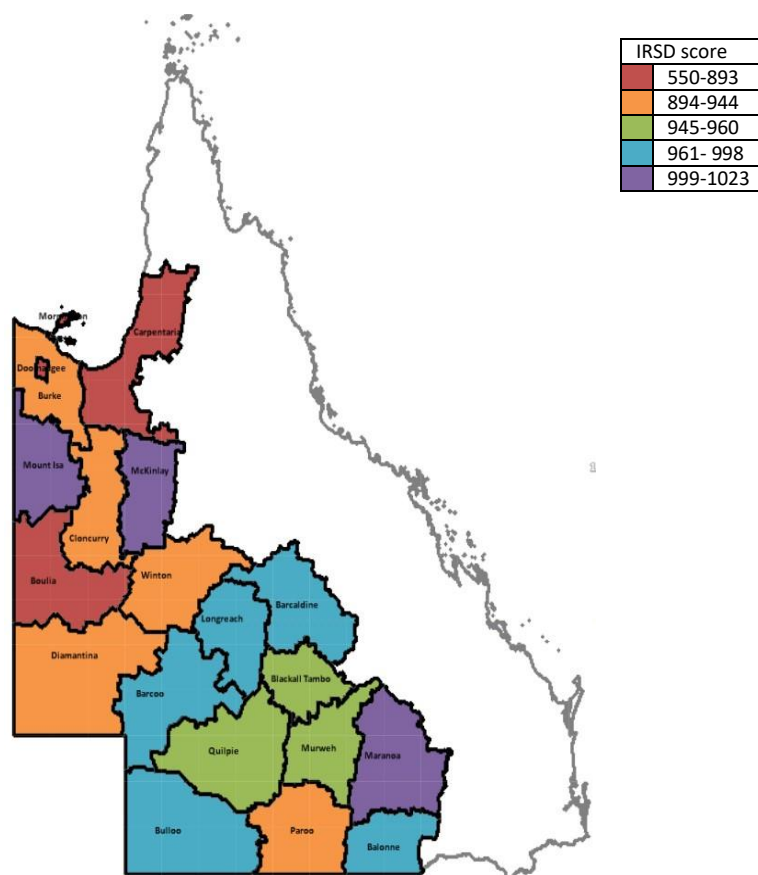 IRSD score
550-893
894-944
945-960
961- 998
999-1023
Carpentaria
Burke
Mount Isa
McKinlay
Cloncurry
Boulia
Winton
Barcaldine
Longreach
Diamantina
Blackall Tambo
Barcoo
Quilpie
Murweh
Maranoa
Bulloo
Paroo
Balonne